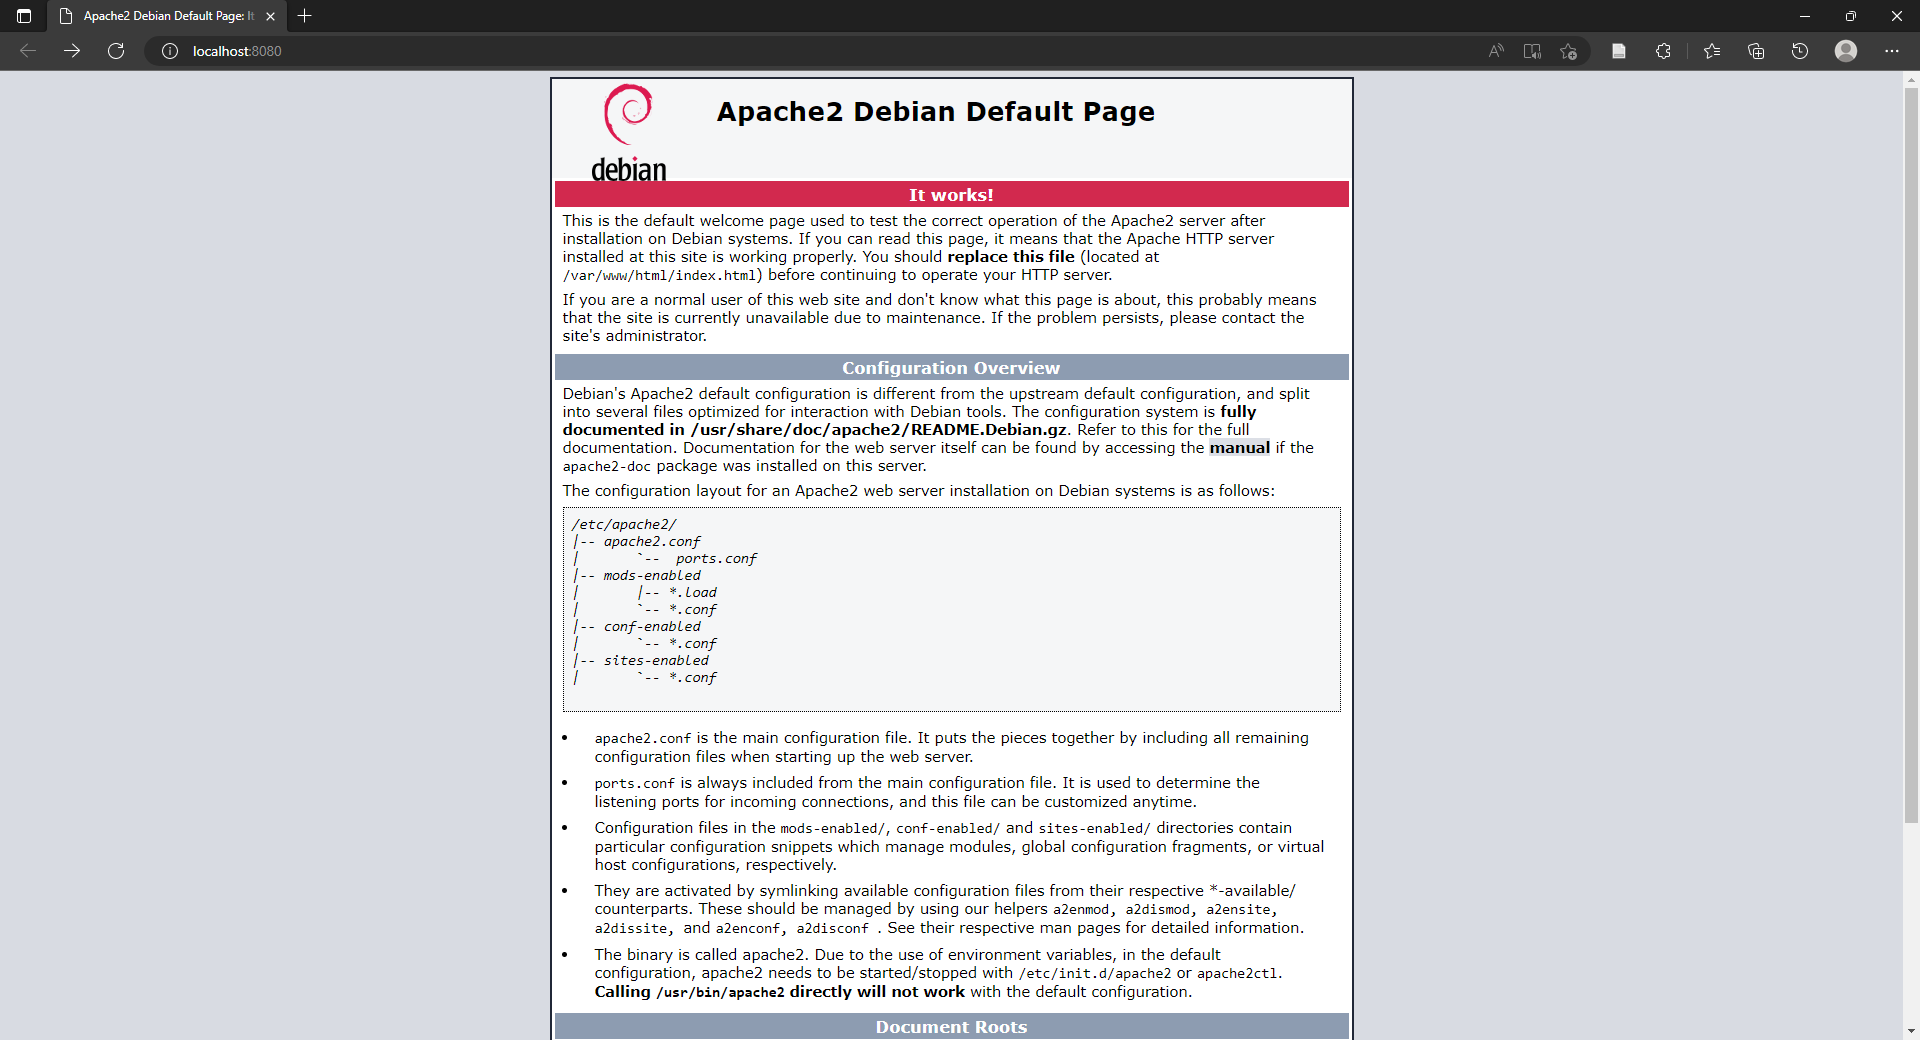 Apache2 Debian Default Page: It
localhost:8080
debian
Apache2 Debian Default Page
It works!
This is the default welcome page used to test the correct operation of the Apache2 server after
installation on Debian systems. If you can read this page, it means that the Apache HTTP server
installed at this site is working properly. You should replace this file (located at
/var/www/html/index.html) before continuing to operate your HTTP server.
If you are a normal user of this web site and don't know what this page is about, this probably means
that the site is currently unavailable due to maintenance. If the problem persists, please contact the
site's administrator.
Configuration Overview
Debian's Apache2 default configuration is different from the upstream default configuration, and split
into several files optimized for interaction with Debian tools. The configuration system is fully
documented in /usr/share/doc/apache2/README.Debian.gz. Refer to this for the full
documentation. Documentation for the web server itself can be found by accessing the manual if the
apache2-doc package was installed on this server.
The configuration layout for an Apache2 web server installation on Debian systems is as follows:
/etc/apache2/
|-- apache2.conf
|       `--  ports.conf
|-- mods-enabled
|       |-- *.load
|       `-- *.conf
|-- conf-enabled
|       `-- *.conf
|-- sites-enabled
|       `-- *.conf
• apache2.conf is the main configuration file. It puts the pieces together by including all remaining
configuration files when starting up the web server.
• ports.conf is always included from the main configuration file. It is used to determine the
listening ports for incoming connections, and this file can be customized anytime.
• Configuration files in the mods-enabled/, conf-enabled/ and sites-enabled/ directories contain
particular configuration snippets which manage modules, global configuration fragments, or virtual
host configurations, respectively.
• They are activated by symlinking available configuration files from their respective *-available/
counterparts. These should be managed by using our helpers a2enmod, a2dismod, a2ensite,
a2dissite, and a2enconf, a2disconf . See their respective man pages for detailed information.
• The binary is called apache2. Due to the use of environment variables, in the default
configuration, apache2 needs to be started/stopped with /etc/init.d/apache2 or apache2ctl.
Calling /usr/bin/apache2 directly will not work with the default configuration.
Document Roots